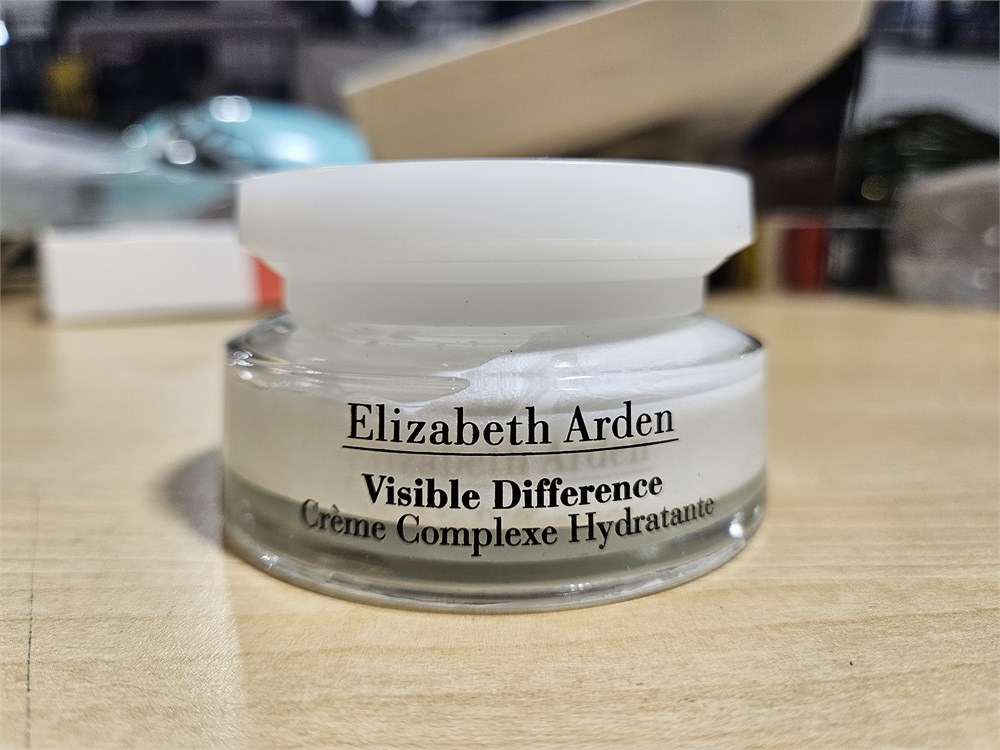 Elizabeth Arden
Visible Difference
Crème Complexe Hydratante